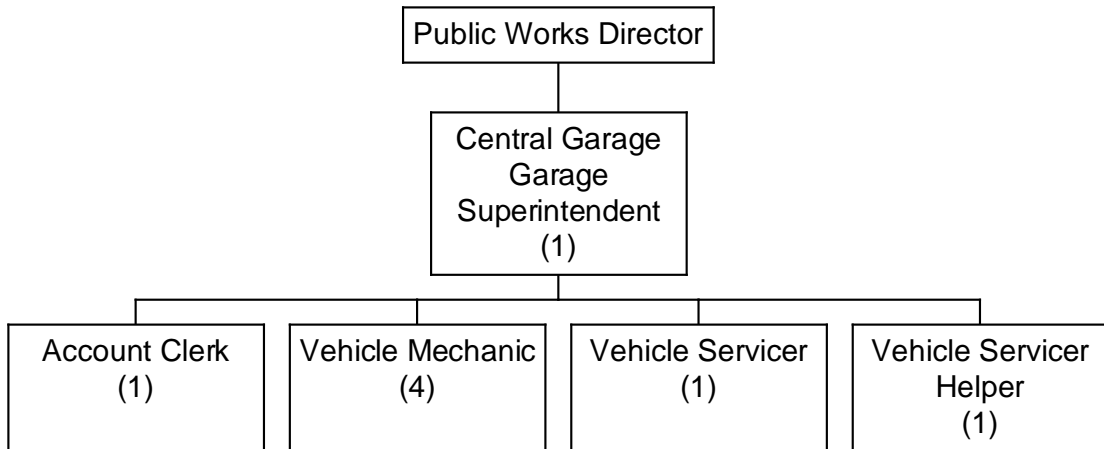 Public Works Director
Central Garage
Garage
Superintendent
(1)
Account Clerk
(1)
Vehicle Mechanic
(4)
Vehicle Servicer
(1)
Vehicle Servicer
Helper
(1)